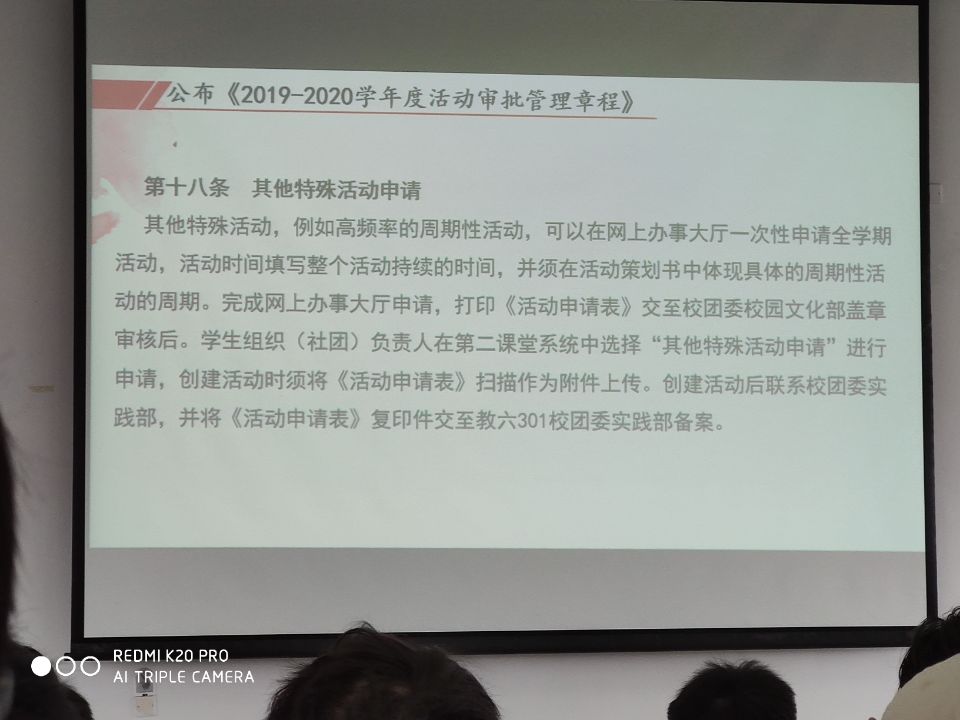 公布《2019-2020学年度活动审批管理章程》
第十八条 其他特殊活动申请
其他特殊活动，例如高频率的周期性活动，可以在网上办事大厅一次性申请全学期
活动，活动时间填写整个活动持续的时间，并须在活动策划书中体现具体的周期性活
动的周期。完成网上办事大厅申请，打印《活动申请表》交至校团委校园文化部盖章
审核后。学生组织（社团）负责人在第二课堂系统中选择“其他特殊活动申请”进行
申请，创建活动时须将《活动申请表》扫描作为附件上传。创建活动后联系校团委实
践部，并将《活动申请表》复印件交至教六301校团委实践部备案。
REDMI K20 PRO
AI TRIPLE CAMERA